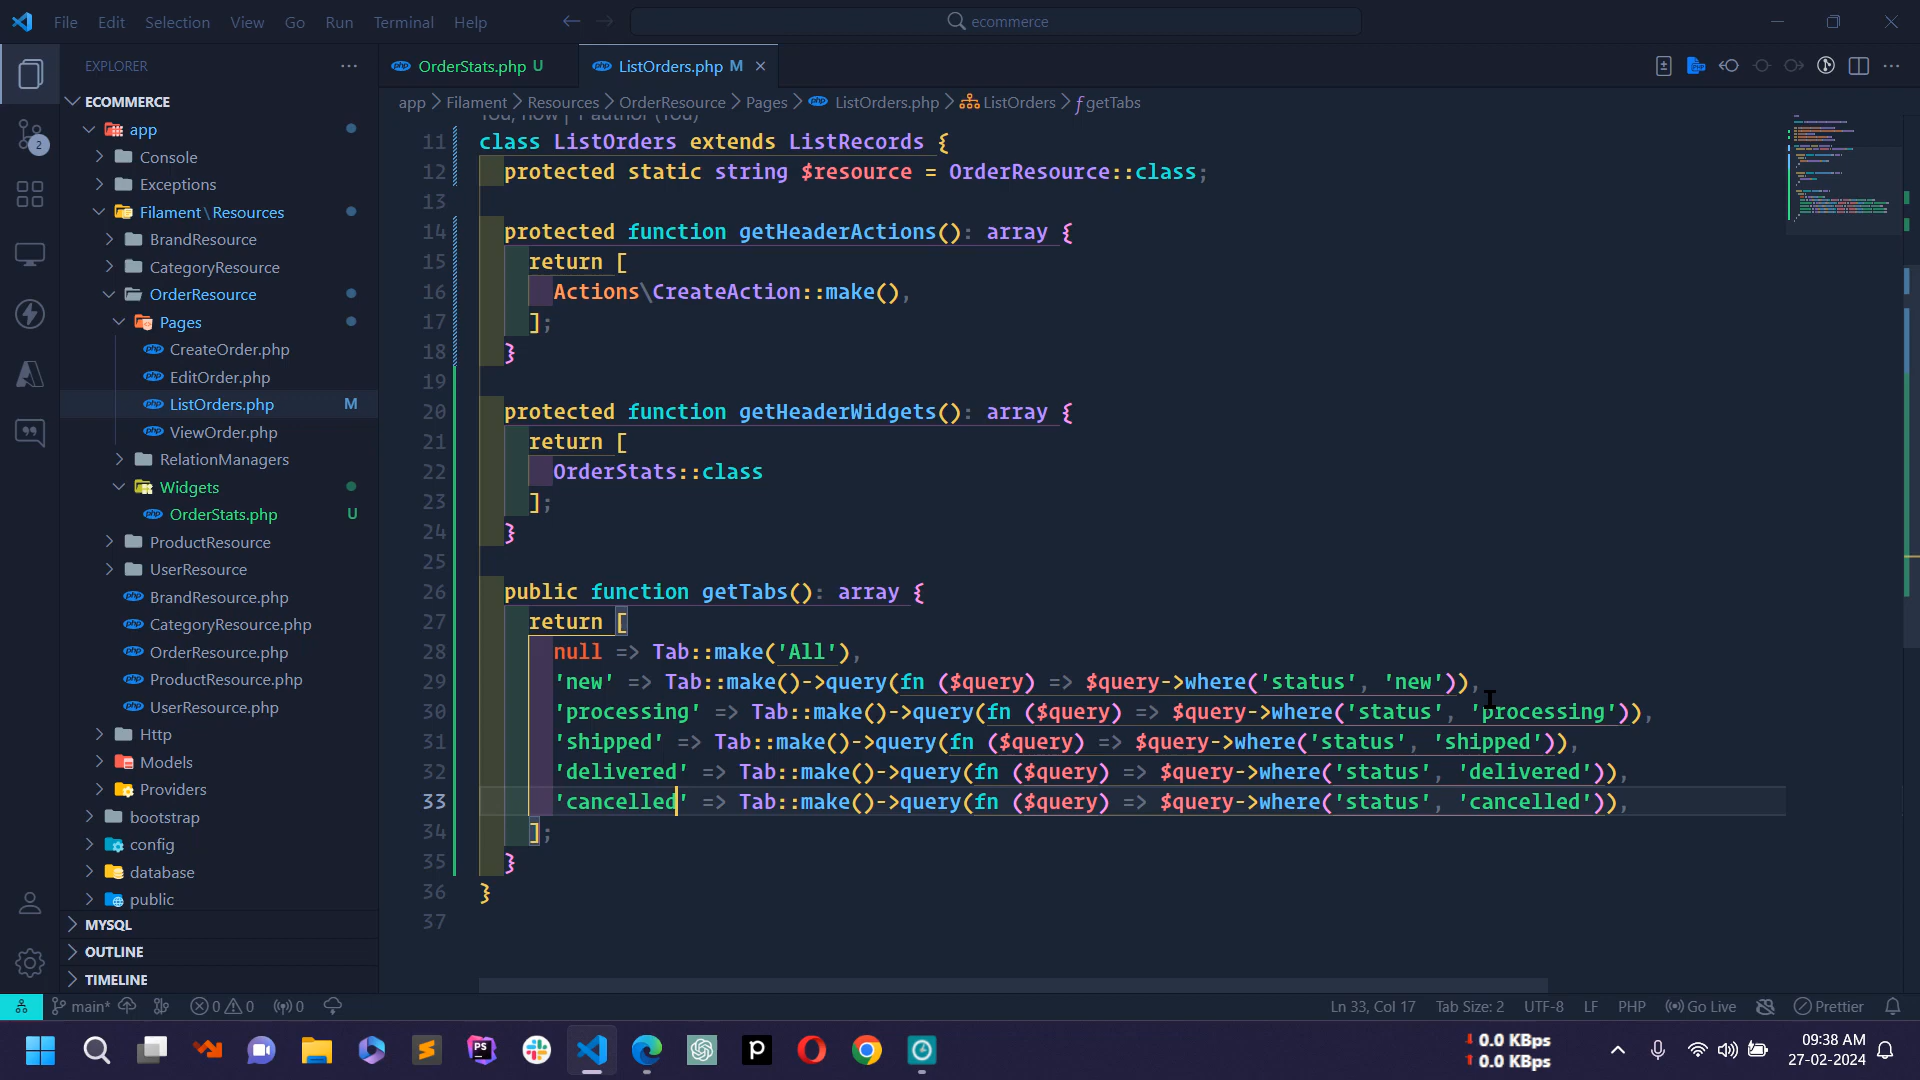 File Edit Selection View Go Run Terminal Help
ecommerce
EXPLORER
OrderStats.php U
ListOrders.php M
app > Filament > Resources > OrderResource > Pages > ListOrders.php > ListOrders > getTabs
ECOMMERCE
app
Console
Exceptions
Filament\Resources
BrandResource
CategoryResource
OrderResource
Pages
CreateOrder.php
EditOrder.php
ListOrders.php M
ViewOrder.php
RelationManagers
Widgets
OrderStats.php U
ProductResource
UserResource
BrandResource.php
CategoryResource.php
OrderResource.php
ProductResource.php
UserResource.php
Http
Models
Providers
bootstrap
config
database
public
MYSQL
OUTLINE
TIMELINE
2
You, now | 1 author (You)
11 class ListOrders extends ListRecords {
12 protected static string $resource = OrderResource::class;
13
14 protected function getHeaderActions(): array {
15 return [
16 Actions\CreateAction::make(),
17 ];
18 }
19
20 protected function getHeaderWidgets(): array {
21 return [
22 OrderStats::class
23 ];
24 }
25
26 public function getTabs(): array {
27 return [
28 null => Tab::make('All'),
29 'new' => Tab::make()->query(fn ($query) => $query->where('status', 'new')),
30 'processing' => Tab::make()->query(fn ($query) => $query->where('status', 'processing')),
31 'shipped' => Tab::make()->query(fn ($query) => $query->where('status', 'shipped')),
32 'delivered' => Tab::make()->query(fn ($query) => $query->where('status', 'delivered')),
33 'cancelled' => Tab::make()->query(fn ($query) => $query->where('status', 'cancelled')),
34 ];
35 }
36 }
37
main* 0 0 0 Ln 33, Col 17 Tab Size: 2 UTF-8 LF PHP Go Live Prettier
0.0 KBps
0.0 KBps
09:38 AM
27-02-2024